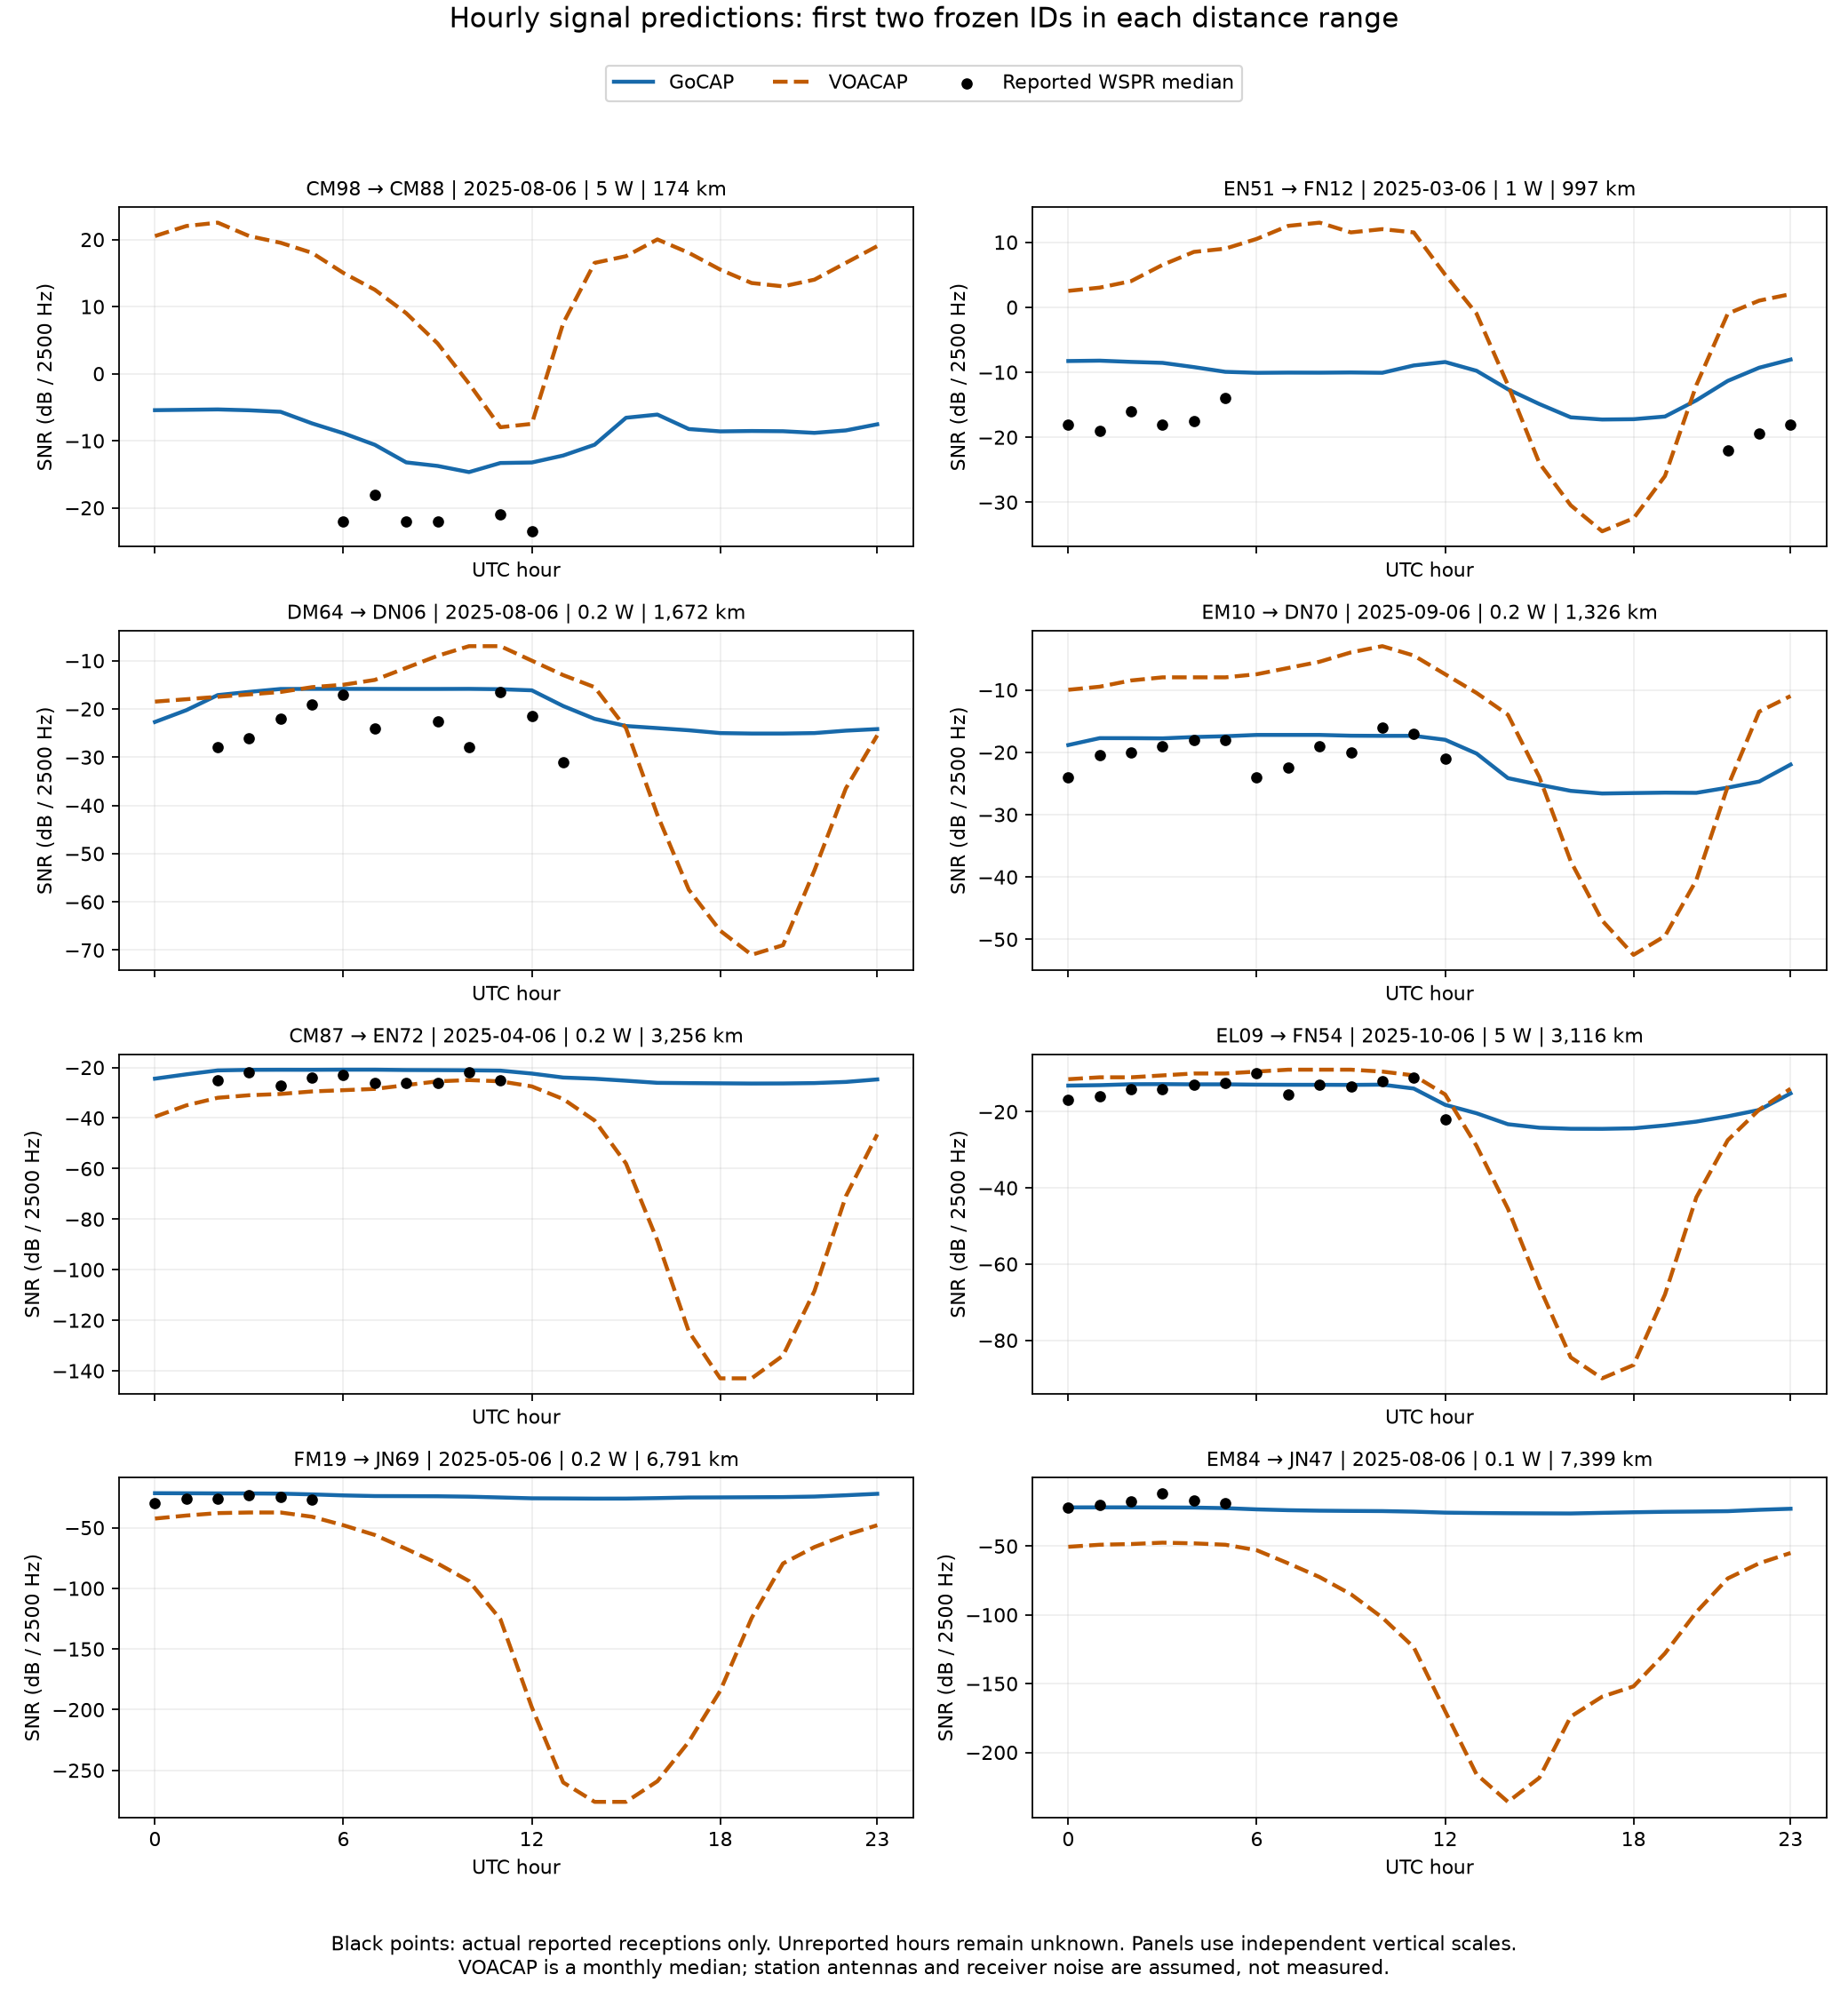 Hourly signal predictions: first two frozen IDs in each distance range
GoCAP VOACAP Reported WSPR median
CM98 → CM88 | 2025-08-06 | 5 W | 174 km
20
10
0
−10
−20
SNR (dB / 2500 Hz)
UTC hour
EN51 → FN12 | 2025-03-06 | 1 W | 997 km
10
0
−10
−20
−30
SNR (dB / 2500 Hz)
UTC hour
DM64 → DN06 | 2025-08-06 | 0.2 W | 1,672 km
−10
−20
−30
−40
−50
−60
−70
SNR (dB / 2500 Hz)
UTC hour
EM10 → DN70 | 2025-09-06 | 0.2 W | 1,326 km
−10
−20
−30
−40
−50
SNR (dB / 2500 Hz)
UTC hour
CM87 → EN72 | 2025-04-06 | 0.2 W | 3,256 km
−20
−40
−60
−80
−100
−120
−140
SNR (dB / 2500 Hz)
UTC hour
EL09 → FN54 | 2025-10-06 | 5 W | 3,116 km
−20
−40
−60
−80
SNR (dB / 2500 Hz)
UTC hour
FM19 → JN69 | 2025-05-06 | 0.2 W | 6,791 km
−50
−100
−150
−200
−250
SNR (dB / 2500 Hz)
0 6 12 18 23
UTC hour
EM84 → JN47 | 2025-08-06 | 0.1 W | 7,399 km
−50
−100
−150
−200
SNR (dB / 2500 Hz)
0 6 12 18 23
UTC hour
Black points: actual reported receptions only. Unreported hours remain unknown. Panels use independent vertical scales.
VOACAP is a monthly median; station antennas and receiver noise are assumed, not measured.